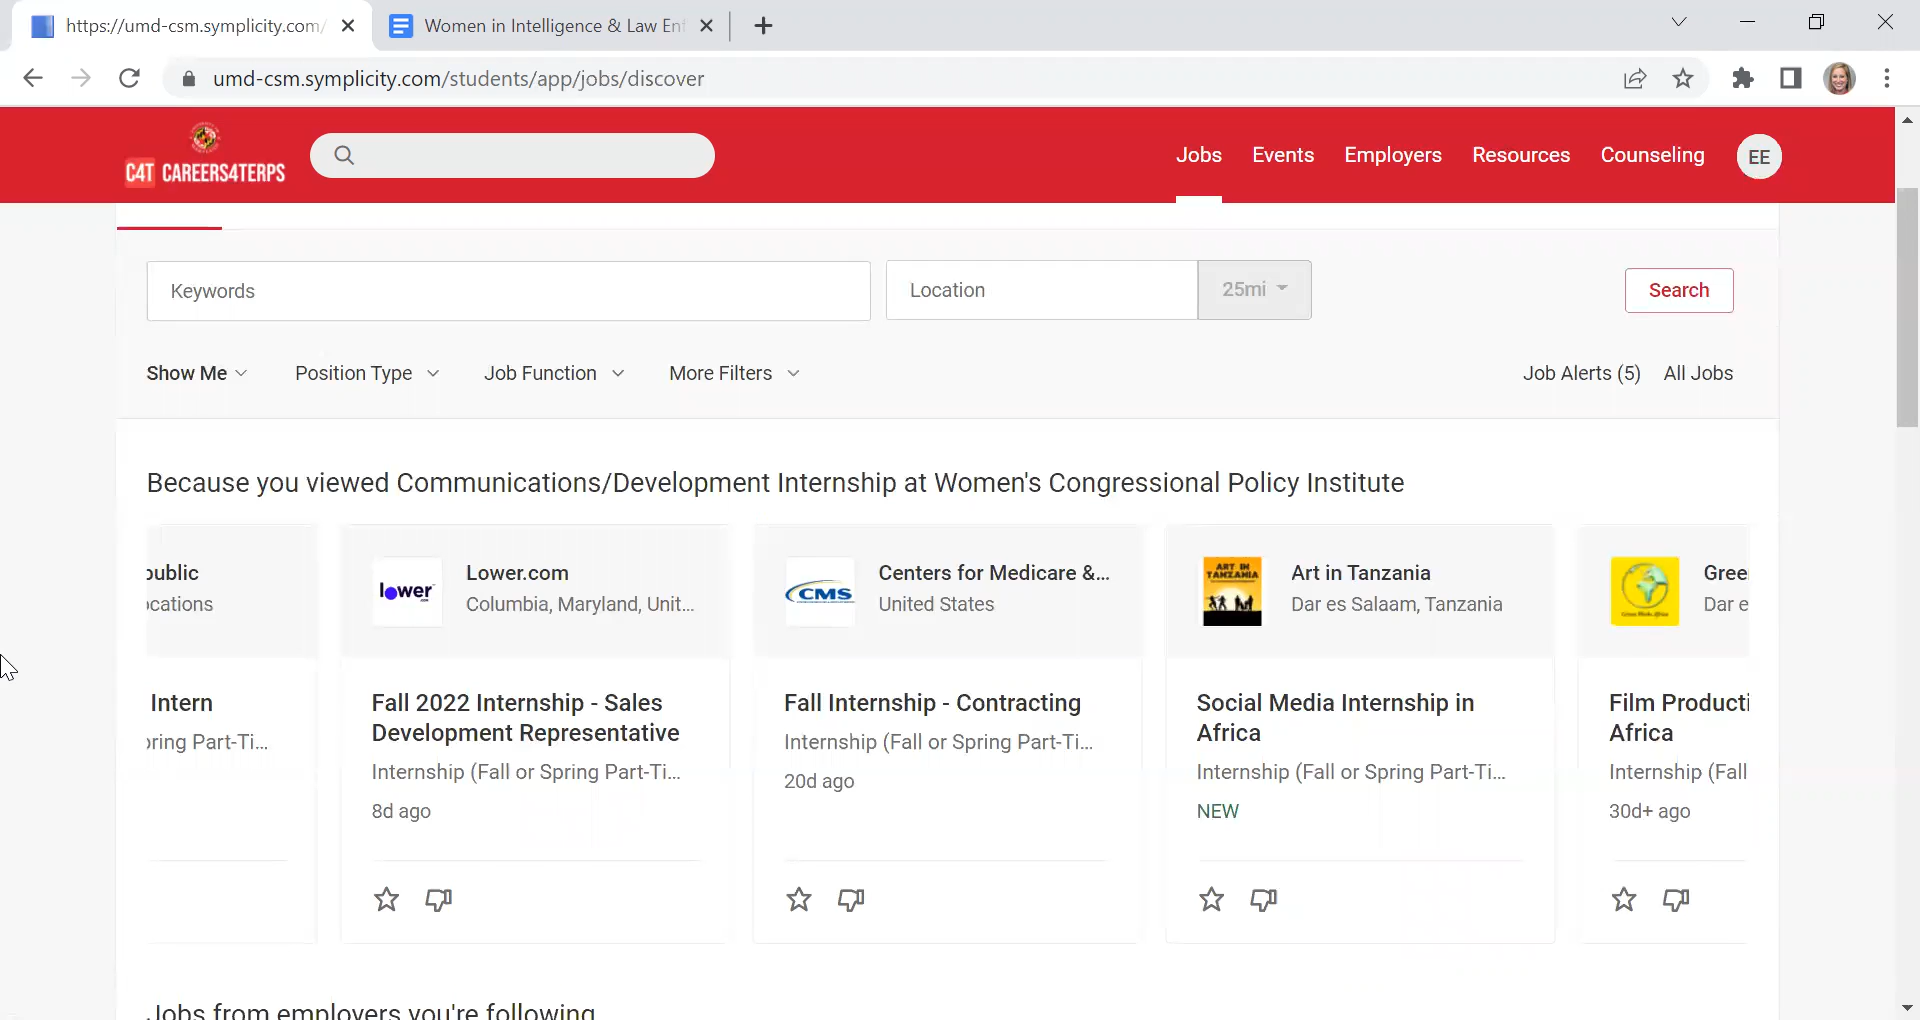 https://umd-csm.symplicity.com/
Women in Intelligence & Law En
umd-csm.symplicity.com/students/app/jobs/discover
C4T CAREERS4TERPS
Jobs
Events
Employers
Resources
Counseling
EE
Keywords
Location
25mi
Search
Show Me
Position Type
Job Function
More Filters
Job Alerts (5)
All Jobs
Because you viewed Communications/Development Internship at Women's Congressional Policy Institute
public
ocations
Intern
pring Part-Ti...
lower
.com
Lower.com
Columbia, Maryland, Unit...
Fall 2022 Internship - Sales
Development Representative
Internship (Fall or Spring Part-Ti...
8d ago
CMS
Centers for Medicare &...
United States
Fall Internship - Contracting
Internship (Fall or Spring Part-Ti...
20d ago
ART IN
TANZANIA
Art in Tanzania
Dar es Salaam, Tanzania
Social Media Internship in
Africa
Internship (Fall or Spring Part-Ti...
NEW
Gree
Dar e
Film Producti
Africa
Internship (Fall
30d+ ago
Jobs from employers you're following